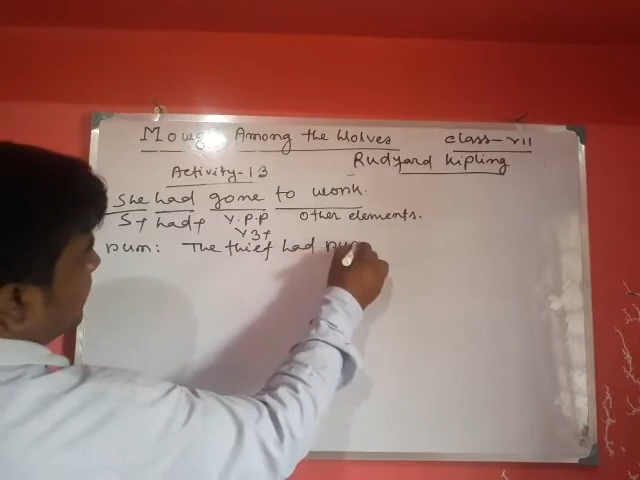 Mowgli Among the Wolves class-VII
Rudyard Kipling
Activity-13
She had gone to work.
S+ had+ V.P.P other elements.
V3+
run: The thief had run